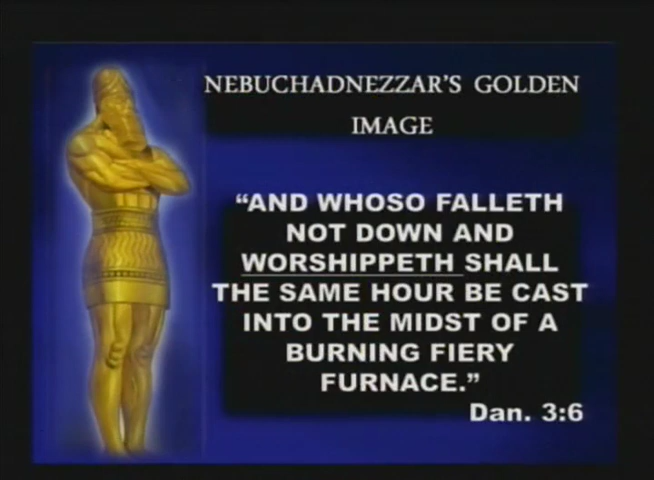 NEBUCHADNEZZAR'S GOLDEN
IMAGE
“AND WHOSO FALLETH
NOT DOWN AND
WORSHIPPETH SHALL
THE SAME HOUR BE CAST
INTO THE MIDST OF A
BURNING FIERY
FURNACE.”
Dan. 3:6